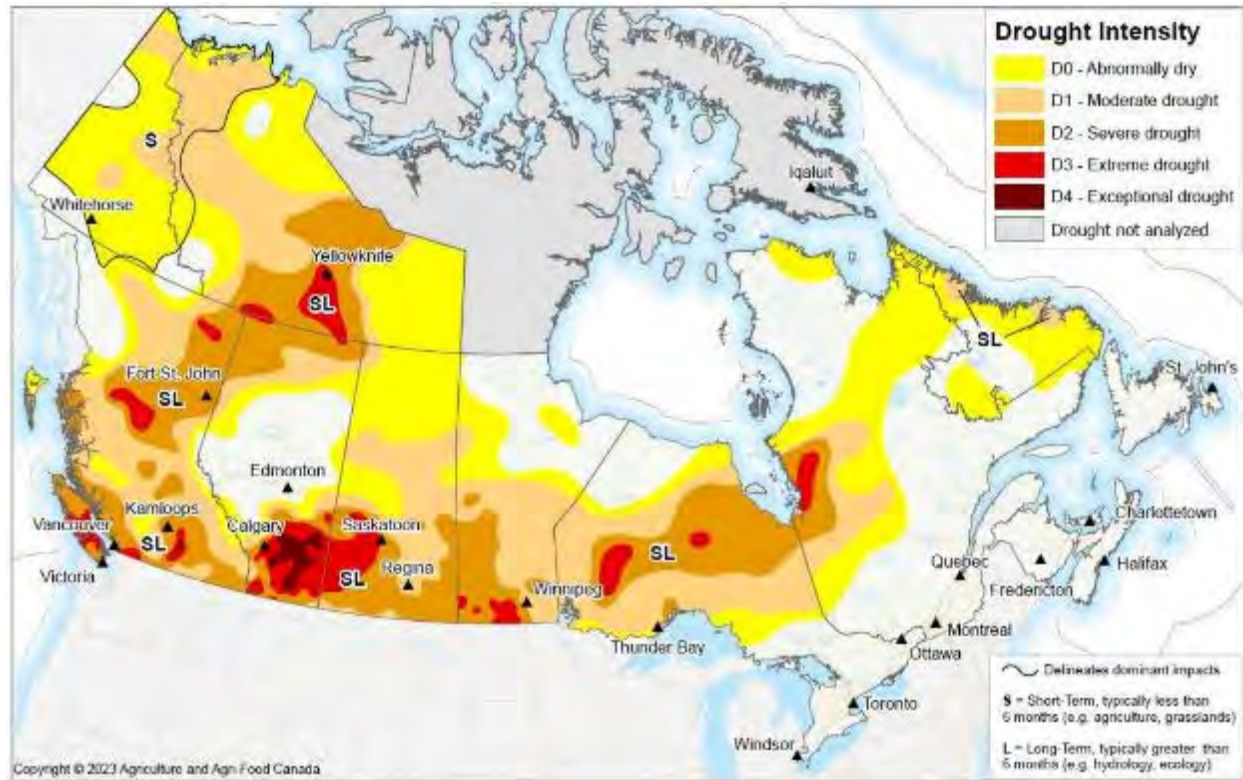 Drought Intensity
D0 - Abnormally dry
D1 - Moderate drought
D2 - Severe drought
D3 - Extreme drought
D4 - Exceptional drought
Drought not analyzed
Iqaluit
S
Whitehorse
Yellowknife
SL
SL
Fort St. John
SL
St. John's
Edmonton
Kamloops
Vancouver
SL
Calgary
Saskatoon
SL
Charlottetown
Victoria
SL
Regina
Winnipeg
Quebec
Halifax
Fredericton
Thunder Bay
Montreal
Ottawa
Toronto
Windsor
Delineates dominant impacts
S = Short-Term, typically less than
6 months (e.g. agriculture, grasslands)
L = Long-Term, typically greater than
6 months (e.g. hydrology, ecology)
Copyright © 2023 Agriculture and Agri-Food Canada